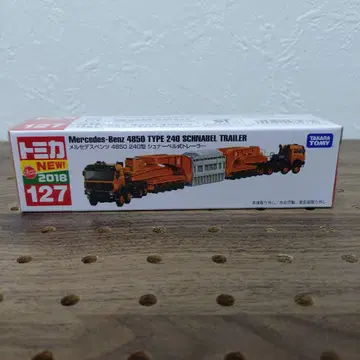 トミカ
NEW!
2018
127
Mercedes-Benz 4850 TYPE 240 SCHNABEL TRAILER
メルセデスベンツ 4850 240型 シュナーベル式トレーラー
TAKARA
TOMY